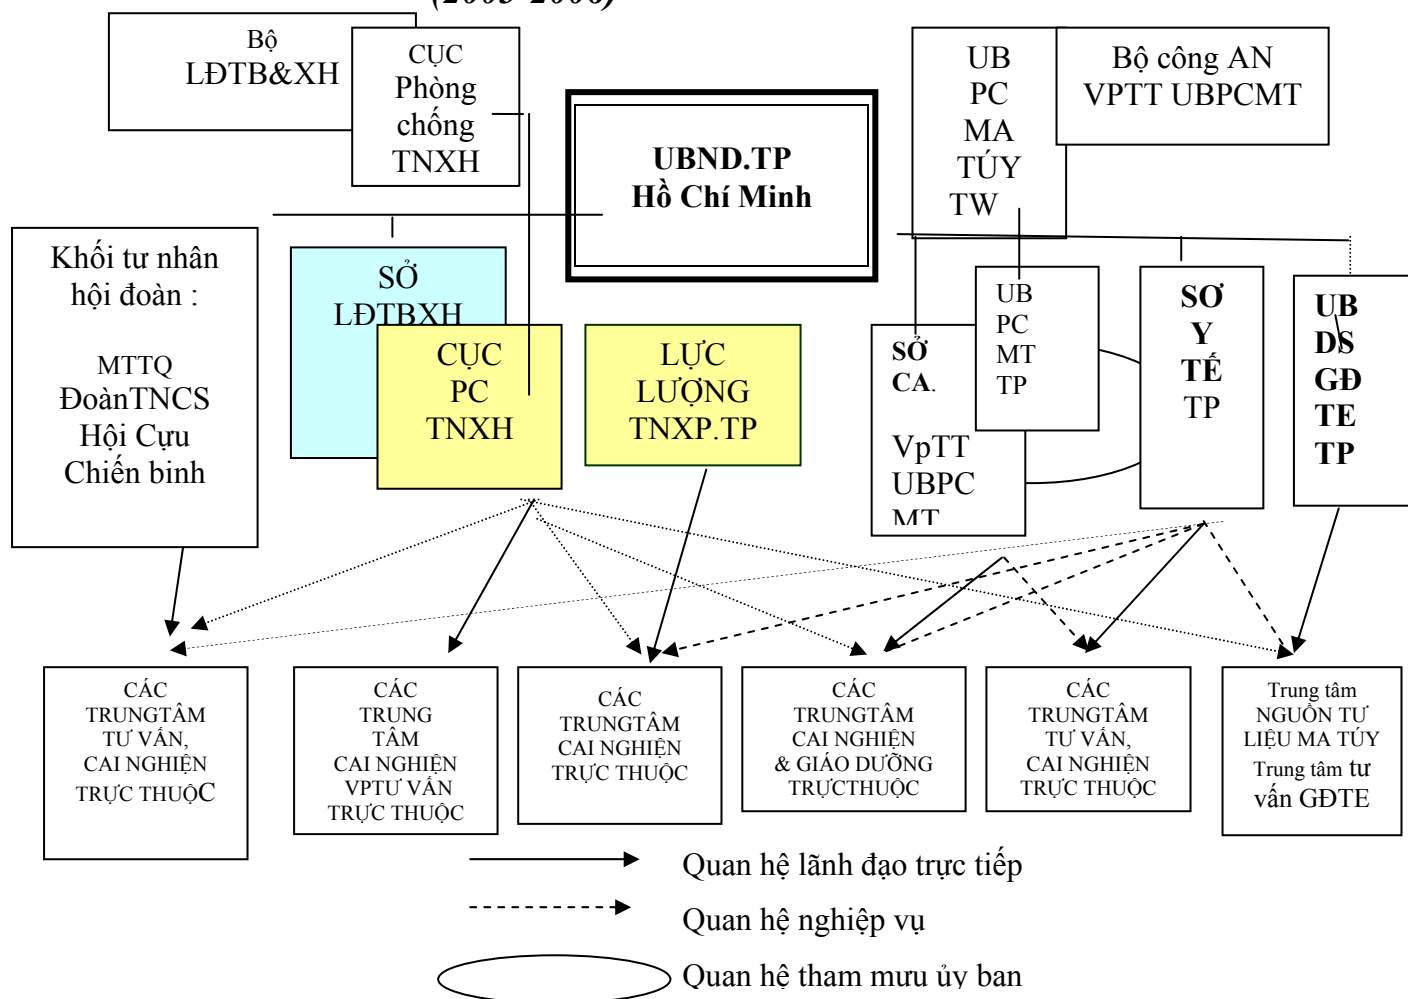 (2003-2006)
Bộ
LĐTB&XH
CỤC
Phòng
chống
TNXH
UBND.TP
Hồ Chí Minh
UB
PC
MA
TÚY
TW
Bộ công AN
VPTT UBPCMT
Khối tư nhân
hội đoàn :
MTTQ
ĐoànTNCS
Hội Cựu
Chiến binh
SỞ
LĐTBXH
CỤC
PC
TNXH
LỰC
LƯỢNG
TNXP.TP
SỞ
CA.
VpTT
UBPC
MT
UB
PC
MT
TP
SƠ
Y
TẾ
TP
UB
DS
GĐ
TE
TP
CÁC
TRUNGTÂM
TƯ VẤN,
CAI NGHIỆN
TRỰC THUỘC
CÁC
TRUNG
TÂM
CAI NGHIỆN
VPTƯ VẤN
TRỰC THUỘC
CÁC
TRUNGTÂM
CAI NGHIỆN
TRỰC THUỘC
CÁC
TRUNGTÂM
CAI NGHIỆN
& GIÁO DƯỠNG
TRỰCTHUỘC
CÁC
TRUNGTÂM
TƯ VẤN,
CAI NGHIỆN
TRỰC THUỘC
Trung tâm
NGUỒN TƯ
LIỆU MA TÚY
Trung tâm tư
vấn GĐTE
Quan hệ lãnh đạo trực tiếp
Quan hệ nghiệp vụ
Quan hệ tham mưu ủy ban